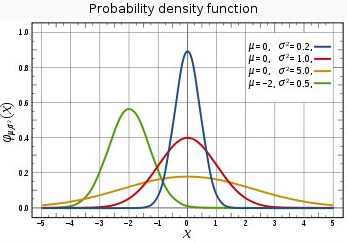 Probability density function
φμ,σ²(x)
1.0
0.8
0.6
0.4
0.2
0.0
μ=0, σ²=0.2,
μ=0, σ²=1.0,
μ=0, σ²=5.0,
μ=−2, σ²=0.5,
−5 −4 −3 −2 −1 0 1 2 3 4 5
x